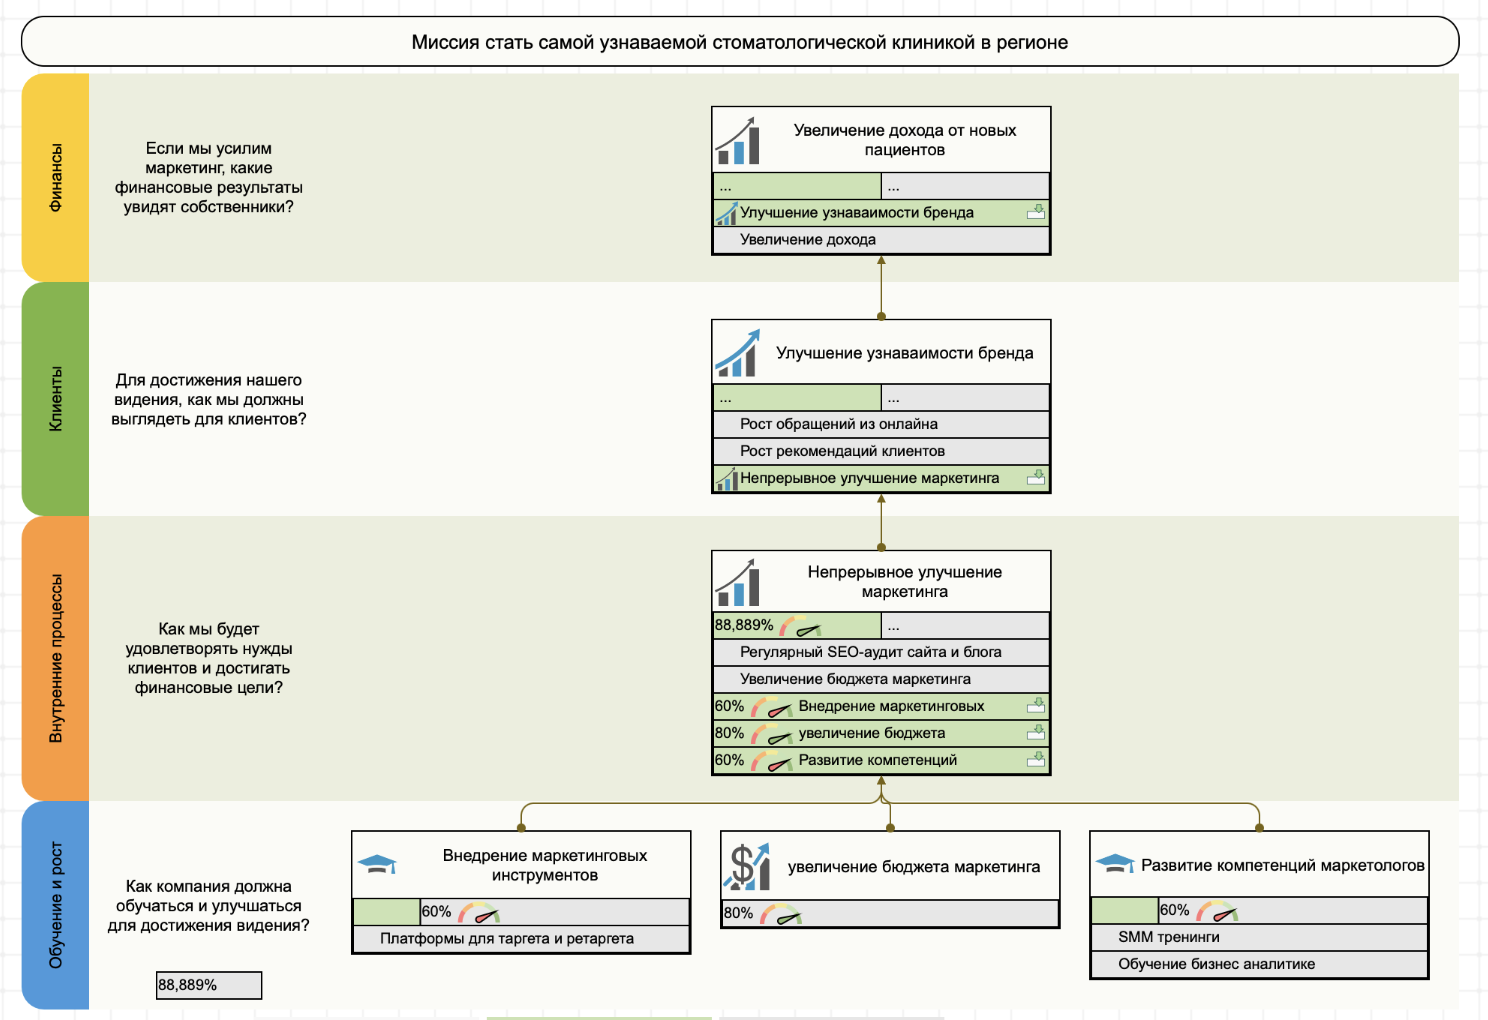 Миссия стать самой узнаваемой стоматологической клиникой в регионе
Финансы
Если мы усилим
маркетинг, какие
финансовые результаты
увидят собственники?
Увеличение дохода от новых
пациентов
... ...
Улучшение узнаваимости бренда
Увеличение дохода
Клиенты
Для достижения нашего
видения, как мы должны
выглядеть для клиентов?
Улучшение узнаваимости бренда
... ...
Рост обращений из онлайна
Рост рекомендаций клиентов
Непрерывное улучшение маркетинга
Внутренние процессы
Как мы будет
удовлетворять нужды
клиентов и достигать
финансовые цели?
Непрерывное улучшение
маркетинга
88,889% ...
Регулярный SEO-аудит сайта и блога
Увеличение бюджета маркетинга
60% Внедрение маркетинговых
80% увеличение бюджета
60% Развитие компетенций
Обучение и рост
Как компания должна
обучаться и улучшаться
для достижения видения?
88,889%
Внедрение маркетинговых
инструментов
60%
Платформы для таргета и ретаргета
увеличение бюджета маркетинга
80%
Развитие компетенций маркетологов
60%
SMM тренинги
Обучение бизнес аналитике